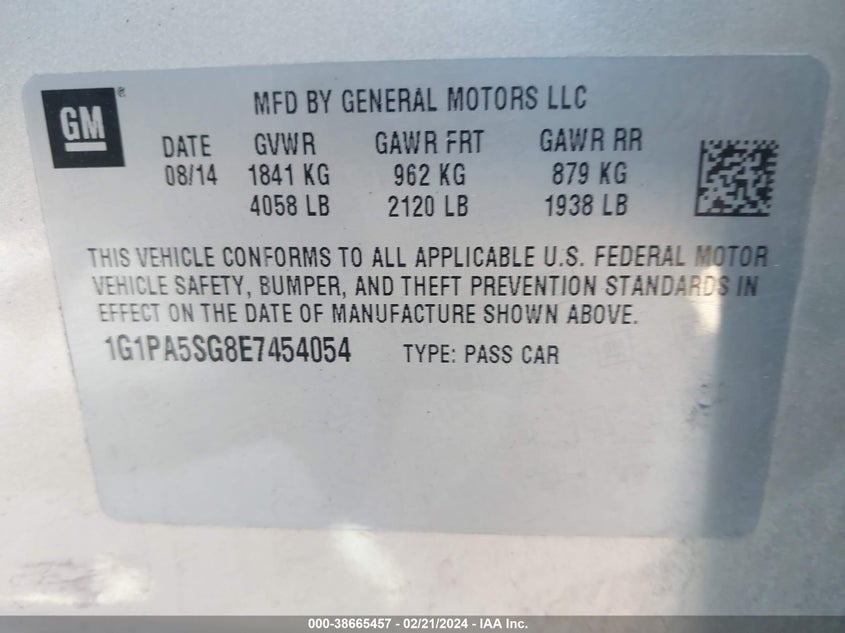 GM®
MFD BY GENERAL MOTORS LLC
DATE GVWR GAWR FRT GAWR RR
08/14 1841 KG 962 KG 879 KG
4058 LB 2120 LB 1938 LB
THIS VEHICLE CONFORMS TO ALL APPLICABLE U.S. FEDERAL MOTOR
VEHICLE SAFETY, BUMPER, AND THEFT PREVENTION STANDARDS IN
EFFECT ON THE DATE OF MANUFACTURE SHOWN ABOVE.
1G1PA5SG8E7454054 TYPE: PASS CAR
000-38665457 - 02/21/2024 - IAA Inc.